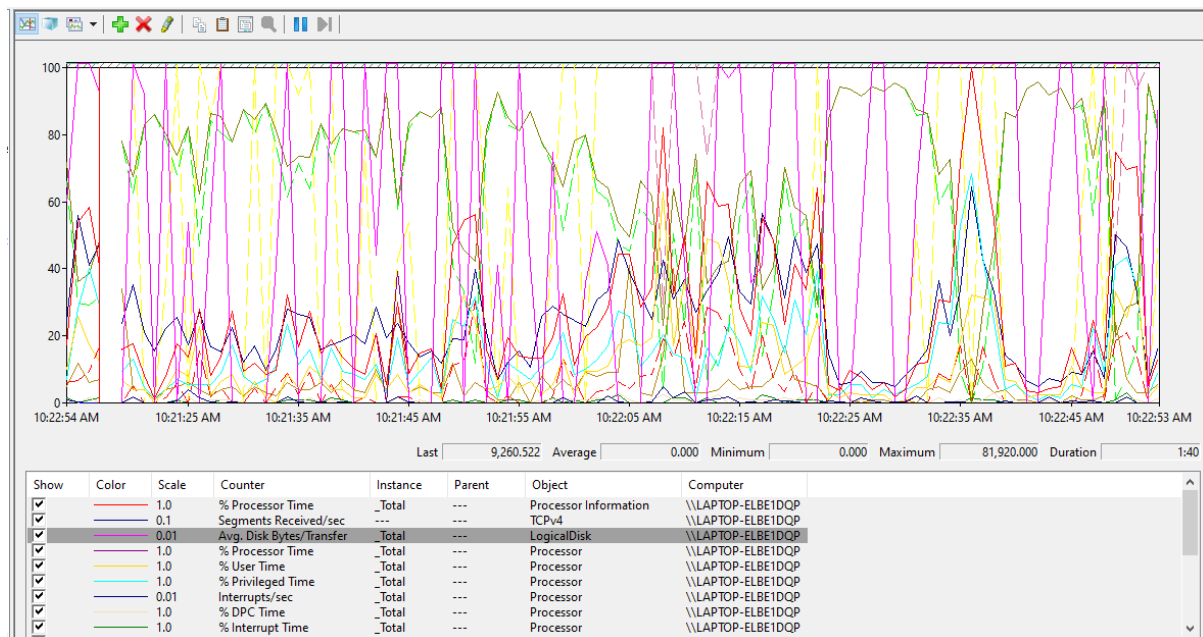 100
80
60
40
20
0
10:22:54 AM 10:21:25 AM 10:21:35 AM 10:21:45 AM 10:21:55 AM 10:22:05 AM 10:22:15 AM 10:22:25 AM 10:22:35 AM 10:22:45 AM 10:22:53 AM
Last 9,260.522 Average 0.000 Minimum 0.000 Maximum 81,920.000 Duration 1:40
Show Color Scale Counter Instance Parent Object Computer
1.0 % Processor Time _Total --- Processor Information \\LAPTOP-ELBE1DQP
0.1 Segments Received/sec --- --- TCPv4 \\LAPTOP-ELBE1DQP
0.01 Avg. Disk Bytes/Transfer _Total --- LogicalDisk \\LAPTOP-ELBE1DQP
1.0 % Processor Time _Total --- Processor \\LAPTOP-ELBE1DQP
1.0 % User Time _Total --- Processor \\LAPTOP-ELBE1DQP
1.0 % Privileged Time _Total --- Processor \\LAPTOP-ELBE1DQP
0.01 Interrupts/sec _Total --- Processor \\LAPTOP-ELBE1DQP
1.0 % DPC Time _Total --- Processor \\LAPTOP-ELBE1DQP
1.0 % Interrupt Time _Total --- Processor \\LAPTOP-ELBE1DQP